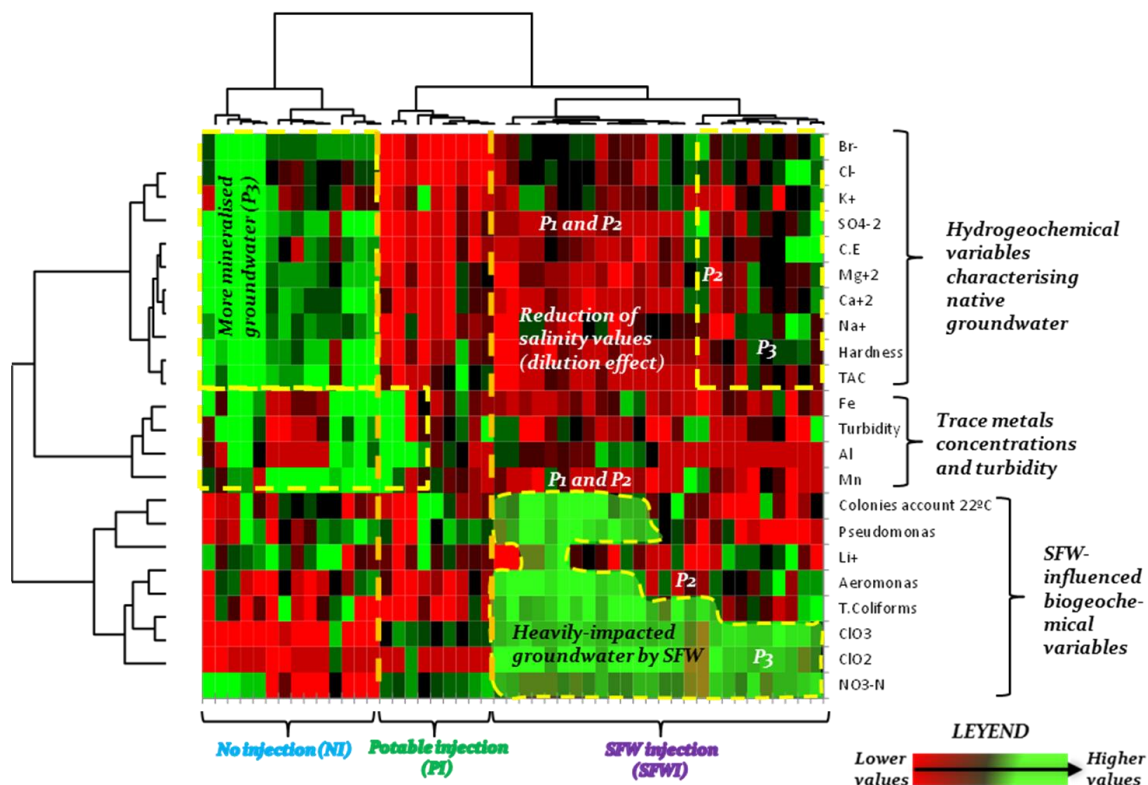 More mineralised
groundwater (P3)
P1 and P2
P2
Reduction of
salinity values
(dilution effect)
P3
P1 and P2
P2
Heavily-impacted
groundwater by SFW
P3
Br-
Cl-
K+
SO4-2
C.E
Mg+2
Ca+2
Na+
Hardness
TAC
Fe
Turbidity
Al
Mn
Colonies account 22ºC
Pseudomonas
Li+
Aeromonas
T.Coliforms
ClO3
ClO2
NO3-N
Hydrogeochemical
variables
characterising
native
groundwater
Trace metals
concentrations
and turbidity
SFW-
influenced
biogeoche-
mical
variables
No injection (NI)
Potable injection
(PI)
SFW injection
(SFWI)
LEYEND
Lower
values
Higher
values